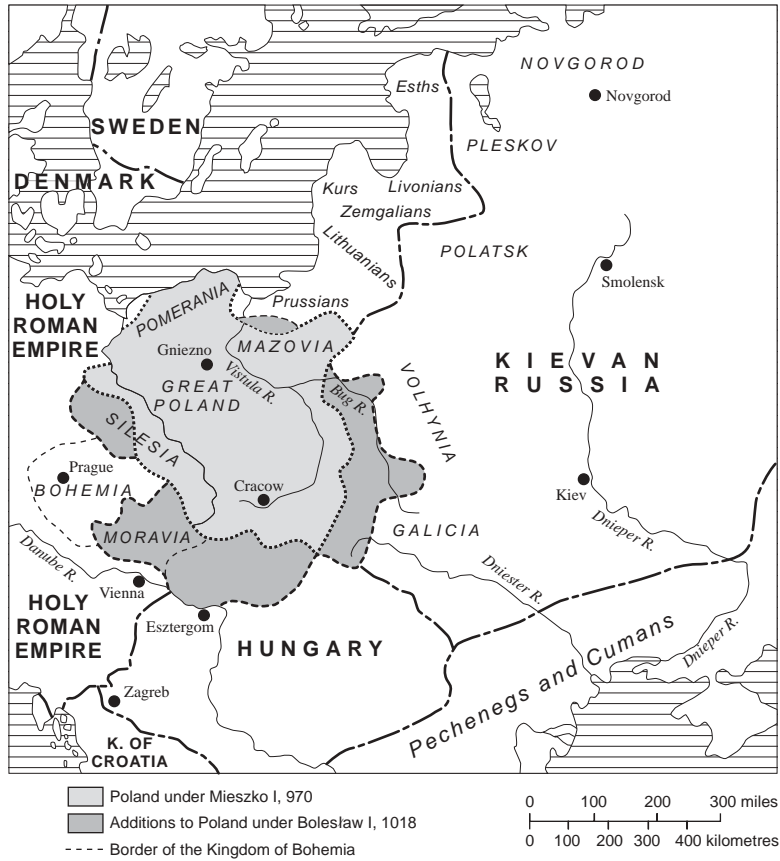 NOVGOROD
Novgorod
Esths
SWEDEN
PLESKOV
DENMARK
Kurs
Livonians
Zemgalians
Lithuanians
POLATSK
Smolensk
HOLY
ROMAN
EMPIRE
POMERANIA
Prussians
Gniezno
MAZOVIA
KIEVAN
RUSSIA
GREAT
POLAND
Vistula R.
Bug R.
VOLHYNIA
SILESIA
Prague
BOHEMIA
Cracow
Kiev
MORAVIA
GALICIA
Dnieper R.
Danube R.
Vienna
Dniester R.
HOLY
ROMAN
EMPIRE
Esztergom
HUNGARY
Pechenegs and Cumans
Dnieper R.
Zagreb
K. OF
CROATIA
Poland under Mieszko I, 970
Additions to Poland under Bolesław I, 1018
Border of the Kingdom of Bohemia
0 100 200 300 miles
0 100 200 300 400 kilometres